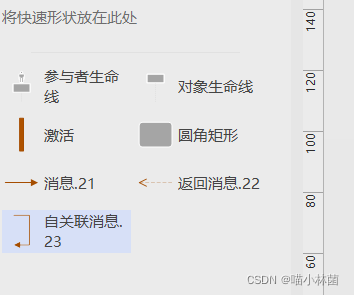 将快速形状放在此处
参与者生命
线
对象生命线
激活
圆角矩形
消息.21
返回消息.22
自关联消息.
23
140
120
100
80
60
CSDN @喵小林菌